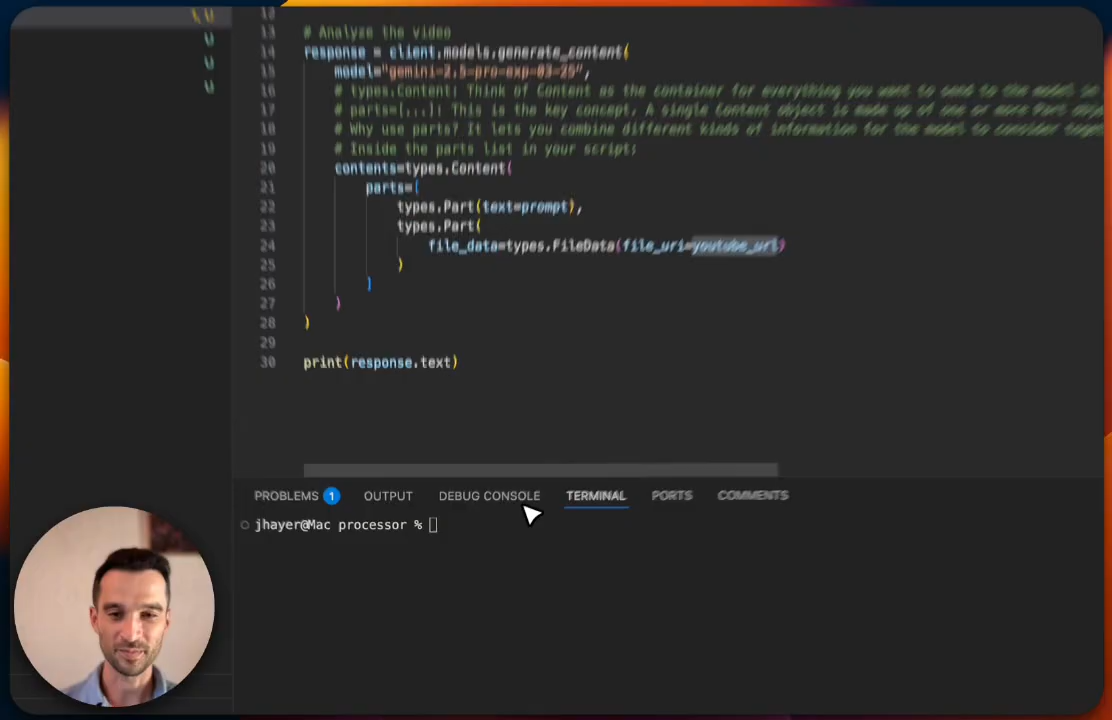 12
13 # Analyze the video
14 response = client.models.generate_content(
15 model="gemini-2.5-pro-exp-03-25",
16 # types.Content: Think of Content as the container for everything you want to send to the model in
17 # parts=[...]: This is the key concept. A single Content object is made up of one or more Part
18 # Why use parts? It lets you combine different kinds of information for the model to consider
19 # Inside the parts list in your script:
20 contents=types.Content(
21 parts=[
22 types.Part(text=prompt),
23 types.Part(
24 file_data=types.FileData(file_uri=youtube_url)
25 )
26 ]
27 )
28 )
29
30 print(response.text)
U
U
U
U
PROBLEMS 1 OUTPUT DEBUG CONSOLE TERMINAL PORTS COMMENTS
jhayer@Mac processor %